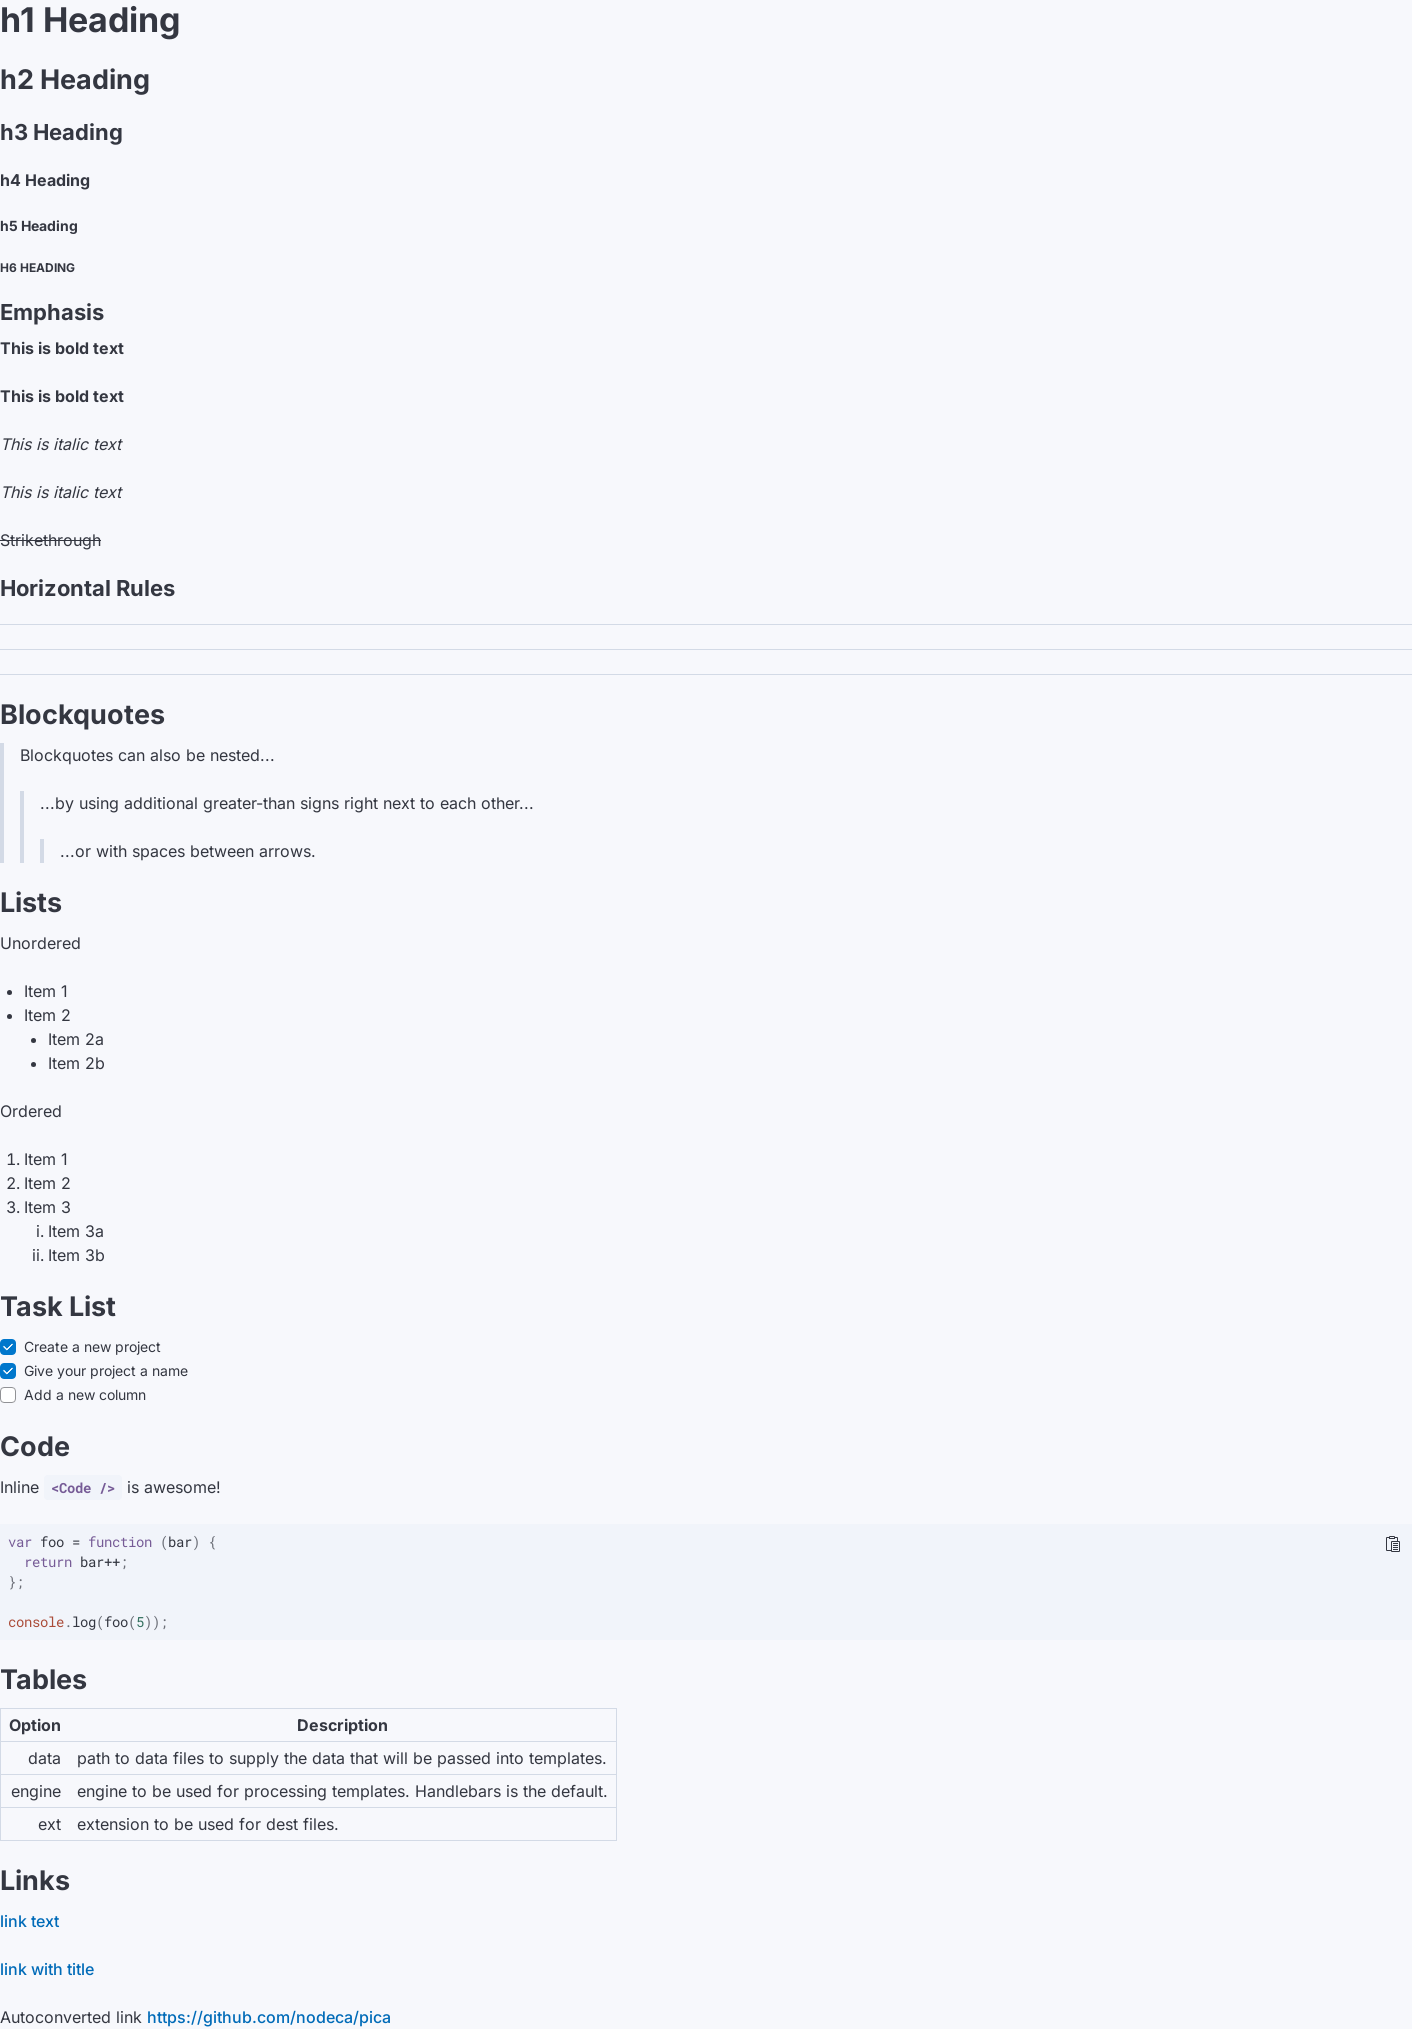 h1 Heading
h2 Heading
h3 Heading
h4 Heading
h5 Heading
H6 HEADING
Emphasis
This is bold text
This is bold text
This is italic text
This is italic text
Strikethrough
Horizontal Rules
Blockquotes
Blockquotes can also be nested...
...by using additional greater-than signs right next to each other...
...or with spaces between arrows.
Lists
Unordered
• Item 1
• Item 2
• Item 2a
• Item 2b
Ordered
1. Item 1
2. Item 2
3. Item 3
i. Item 3a
ii. Item 3b
Task List
Create a new project
Give your project a name
Add a new column
Code
Inline <Code /> is awesome!
var foo = function (bar) {
  return bar++;
};
console.log(foo(5));
Tables
Option Description
data path to data files to supply the data that will be passed into templates.
engine engine to be used for processing templates. Handlebars is the default.
ext extension to be used for dest files.
Links
link text
link with title
Autoconverted link https://github.com/nodeca/pica